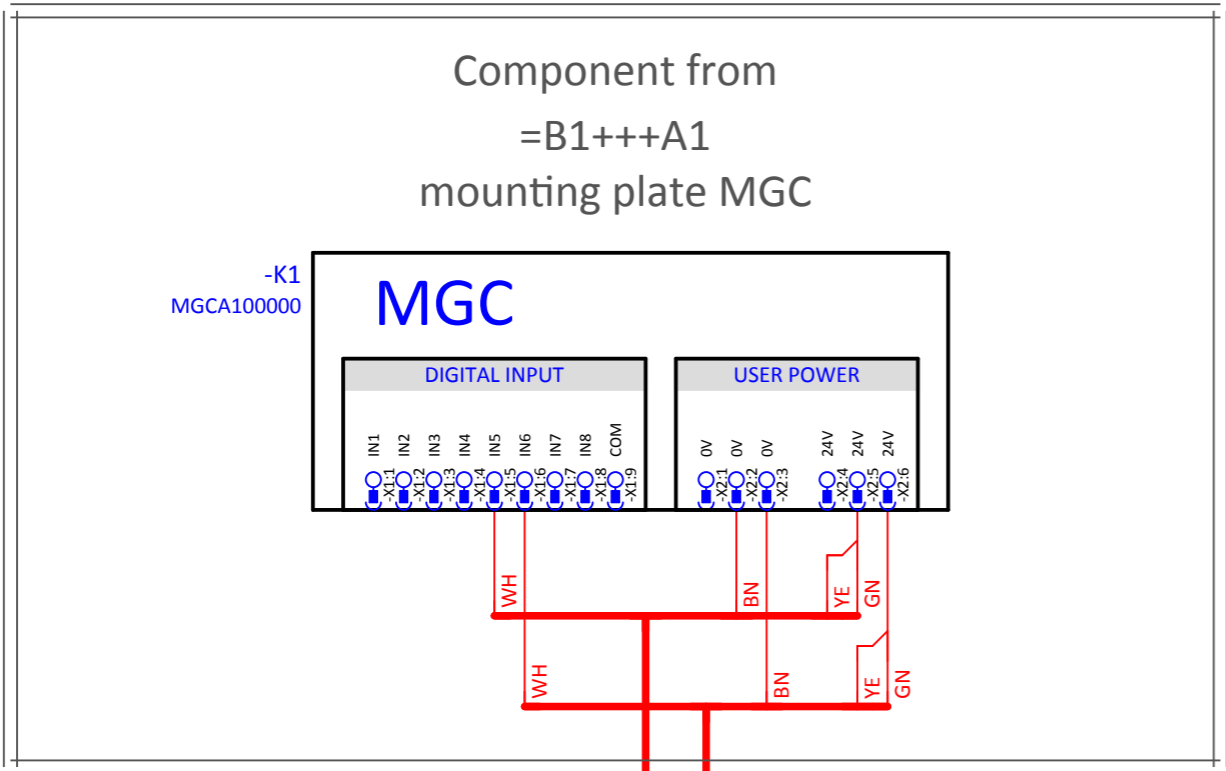 Component from
=B1+++A1
mounting plate MGC
-K1
MGCA100000
MGC
DIGITAL INPUT
USER POWER
IN1 IN2 IN3 IN4 IN5 IN6 IN7 IN8 COM
0V 0V 0V 24V 24V 24V
-X1:1 -X1:2 -X1:3 -X1:4 -X1:5 -X1:6 -X1:7 -X1:8 -X1:9
-X2:1 -X2:2 -X2:3 -X2:4 -X2:5 -X2:6
WH BN YE GN
WH BN YE GN